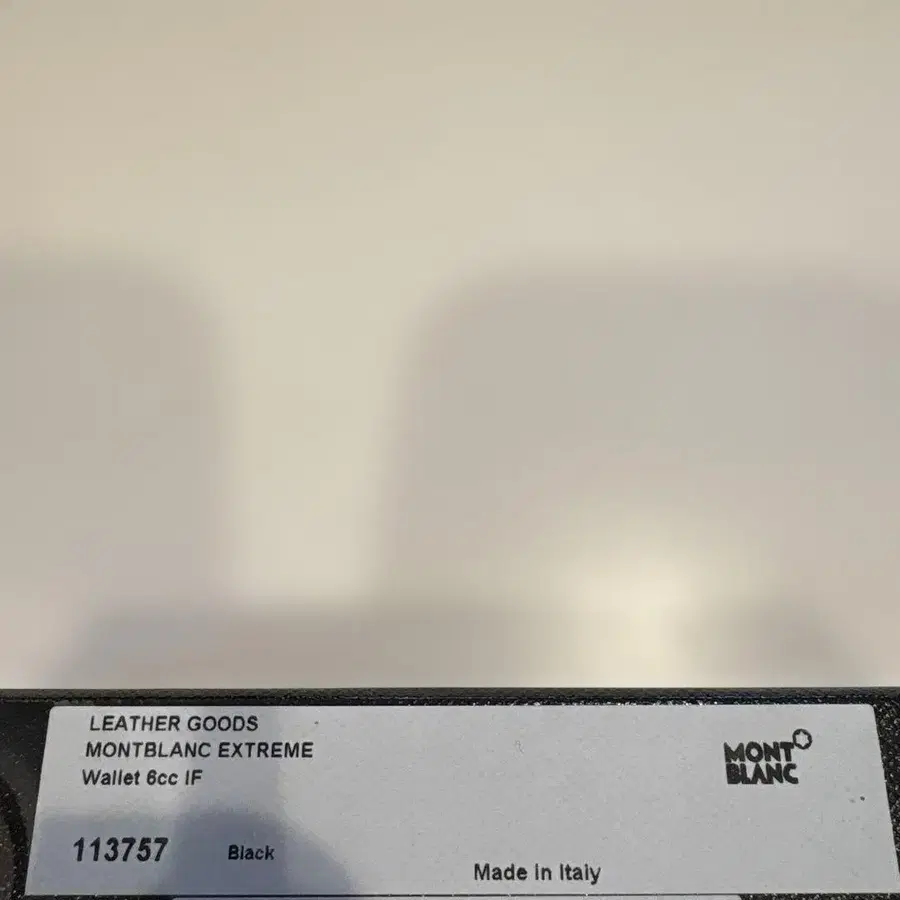 LEATHER GOODS
MONTBLANC EXTREME
Wallet 6cc IF
MONT
BLANC
113757 Black
Made in Italy